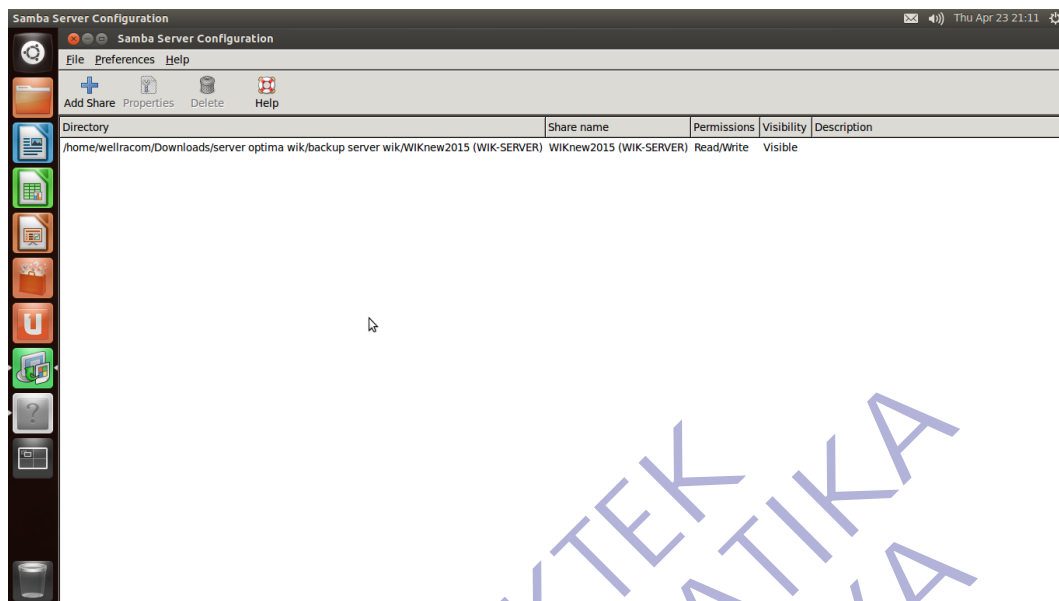 Samba Server Configuration Thu Apr 23 21:11
Samba Server Configuration
File Preferences Help
Add Share Properties Delete Help
Directory Share name Permissions Visibility Description
/home/wellracom/Downloads/server optima wik/backup server wik/WIKnew2015 (WIK-SERVER) WIKnew2015 (WIK-SERVER) Read/Write Visible
U
?